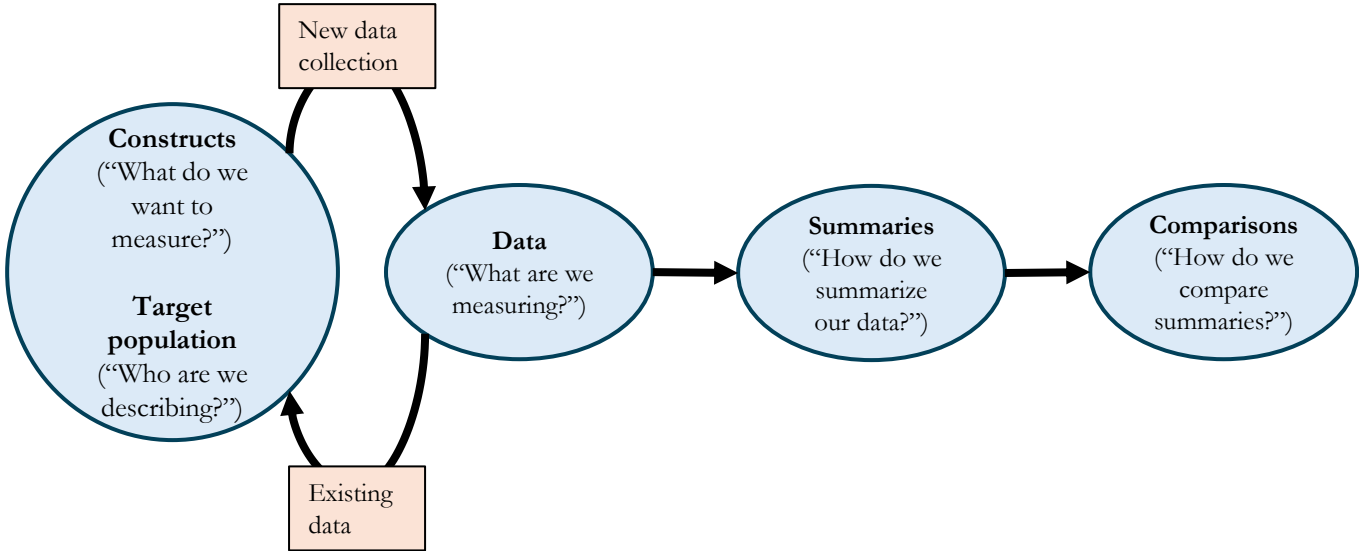 New data
collection
Constructs
(“What do we
want to
measure?”)
Target
population
(“Who are we
describing?”)
Data
(“What are we
measuring?”)
Summaries
(“How do we
summarize
our data?”)
Comparisons
(“How do we
compare
summaries?”)
Existing
data